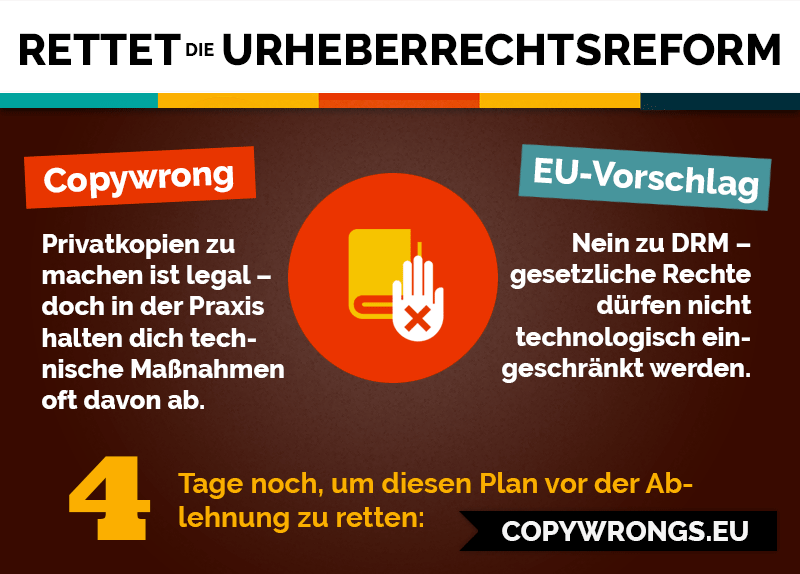 RETTET DIE URHEBERRECHTSREFORM
Copywrong
Privatkopien zu
machen ist legal –
doch in der Praxis
halten dich tech-
nische Maßnahmen
oft davon ab.
EU-Vorschlag
Nein zu DRM –
gesetzliche Rechte
dürfen nicht
technologisch ein-
geschränkt werden.
4
Tage noch, um diesen Plan vor der Ab-
lehnung zu retten:
COPYWRONGS.EU